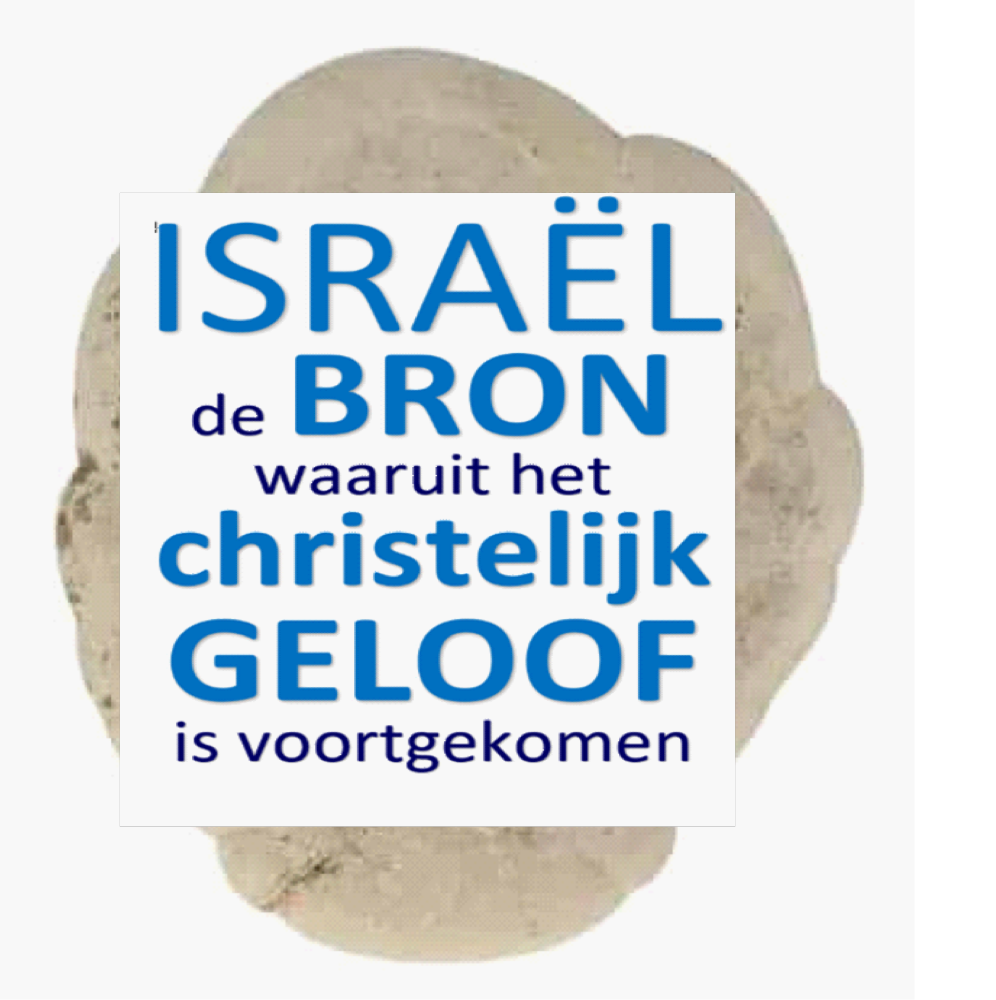 ISRAËL
de BRON
waaruit het
christelijk
GELOOF
is voortgekomen